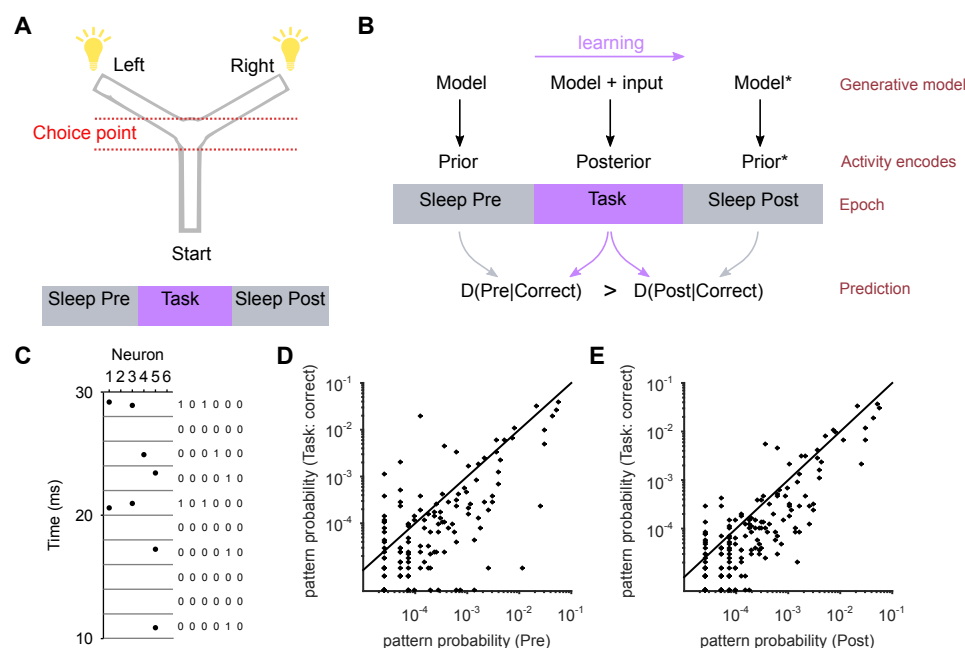 A
Left
Right
Choice point
Start
Sleep Pre
Task
Sleep Post
B
learning
Model
Model + input
Model*
Generative model
Prior
Posterior
Prior*
Activity encodes
Sleep Pre
Task
Sleep Post
Epoch
D(Pre|Correct) > D(Post|Correct)
Prediction
C
Neuron
1 2 3 4 5 6
30
20
10
Time (ms)
1 0 1 0 0 0
0 0 0 0 0 0
0 0 0 1 0 0
0 0 0 0 1 0
1 0 1 0 0 0
0 0 0 0 0 0
0 0 0 0 1 0
0 0 0 0 0 0
0 0 0 0 0 0
0 0 0 0 1 0
D
pattern probability (Task: correct)
10⁻¹
10⁻²
10⁻³
10⁻⁴
10⁻⁴ 10⁻³ 10⁻² 10⁻¹
pattern probability (Pre)
E
pattern probability (Task: correct)
10⁻¹
10⁻²
10⁻³
10⁻⁴
10⁻⁴ 10⁻³ 10⁻² 10⁻¹
pattern probability (Post)